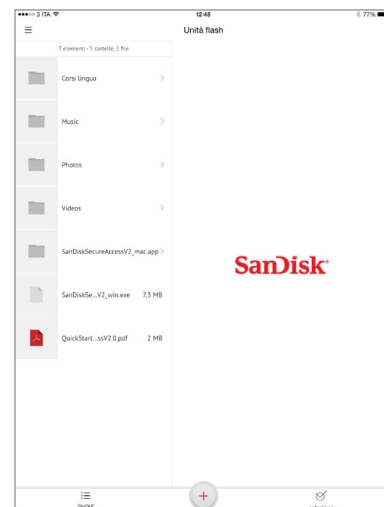 3 ITA 12:48 77%
Unità flash
7 elementi - 5 cartelle, 2 file
Corsi lingua
Music
Photos
Videos
SanDiskSecureAccessV2_mac.app
SanDiskSe...V2_win.exe 7,3 MB
QuickStart....ssV2.0.pdf 2 MB
SanDisk